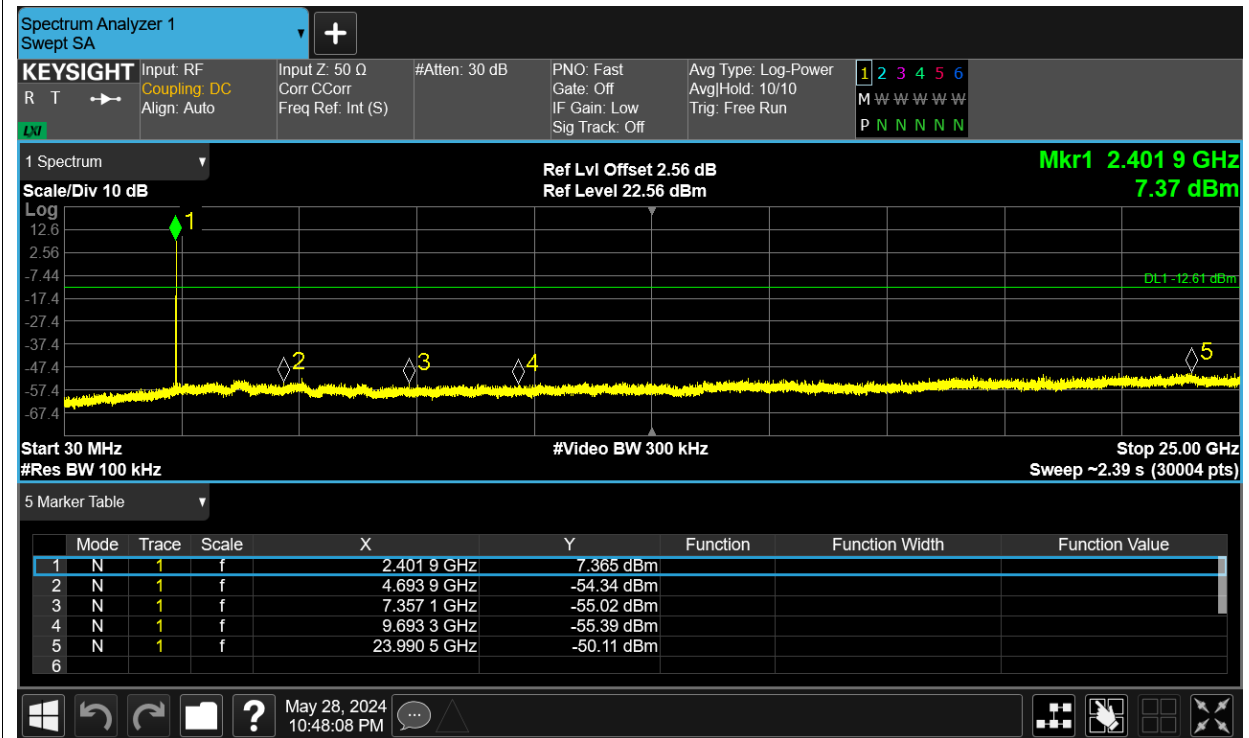 Spectrum Analyzer 1
Swept SA
KEYSIGHT
R T
LXI
Input: RF
Coupling: DC
Align: Auto
Input Z: 50 Ω
Corr CCorr
Freq Ref: Int (S)
#Atten: 30 dB
PNO: Fast
Gate: Off
IF Gain: Low
Sig Track: Off
Avg Type: Log-Power
Avg|Hold: 10/10
Trig: Free Run
1 2 3 4 5 6
M W W W W W
P N N N N N
1 Spectrum
Scale/Div 10 dB
Ref Lvl Offset 2.56 dB
Ref Level 22.56 dBm
Mkr1 2.401 9 GHz
7.37 dBm
Log
12.6
2.56
-7.44
-17.4
-27.4
-37.4
-47.4
-57.4
-67.4
1
DL1 -12.61 dBm
2
3
4
5
Start 30 MHz
#Res BW 100 kHz
#Video BW 300 kHz
Stop 25.00 GHz
Sweep ~2.39 s (30004 pts)
5 Marker Table
Mode Trace Scale X Y Function Function Width Function Value
1 N 1 f 2.401 9 GHz 7.365 dBm
2 N 1 f 4.693 9 GHz -54.34 dBm
3 N 1 f 7.357 1 GHz -55.02 dBm
4 N 1 f 9.693 3 GHz -55.39 dBm
5 N 1 f 23.990 5 GHz -50.11 dBm
6
?
May 28, 2024
10:48:08 PM